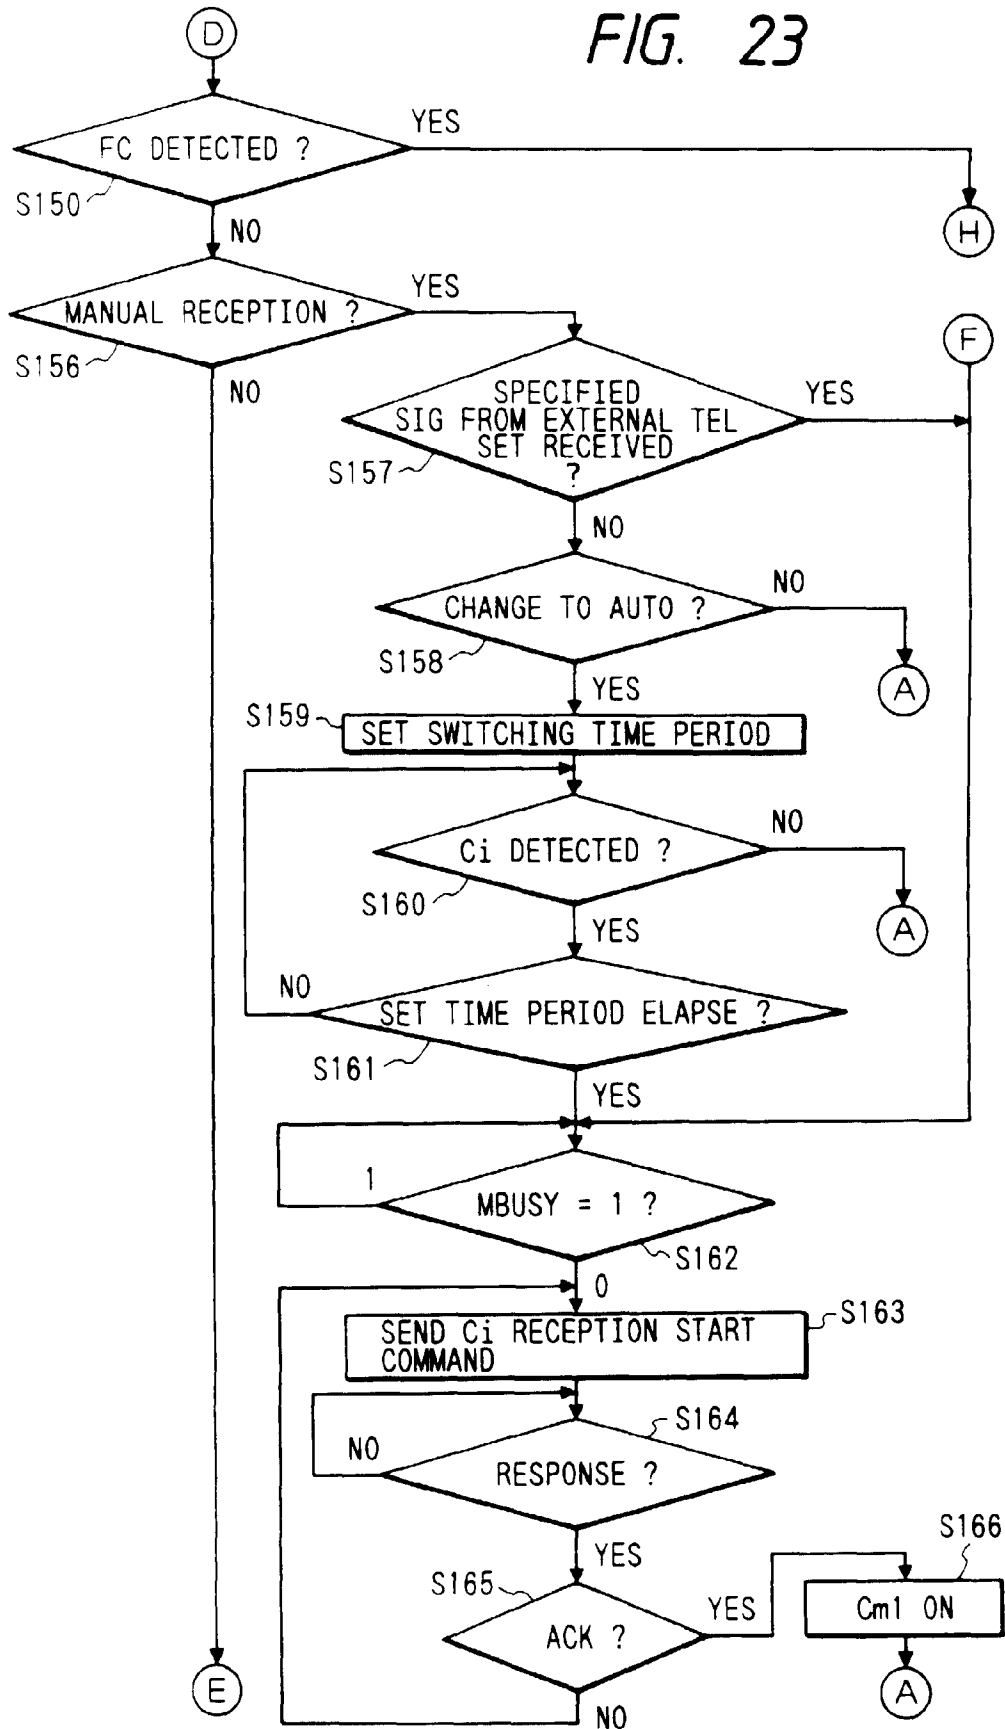 FIG. 23
D
FC DETECTED ?
YES
S150
NO
H
MANUAL RECEPTION ?
YES
S156
NO
F
SPECIFIED
SIG FROM EXTERNAL TEL
SET RECEIVED
?
YES
S157
NO
CHANGE TO AUTO ?
NO
S158
YES
A
S159
SET SWITCHING TIME PERIOD
Ci DETECTED ?
NO
S160
YES
A
SET TIME PERIOD ELAPSE ?
NO
S161
YES
MBUSY = 1 ?
1
S162
0
SEND Ci RECEPTION START
COMMAND
S163
S164
RESPONSE ?
NO
YES
S165
ACK ?
YES
S166
Cm1 ON
A
NO
E